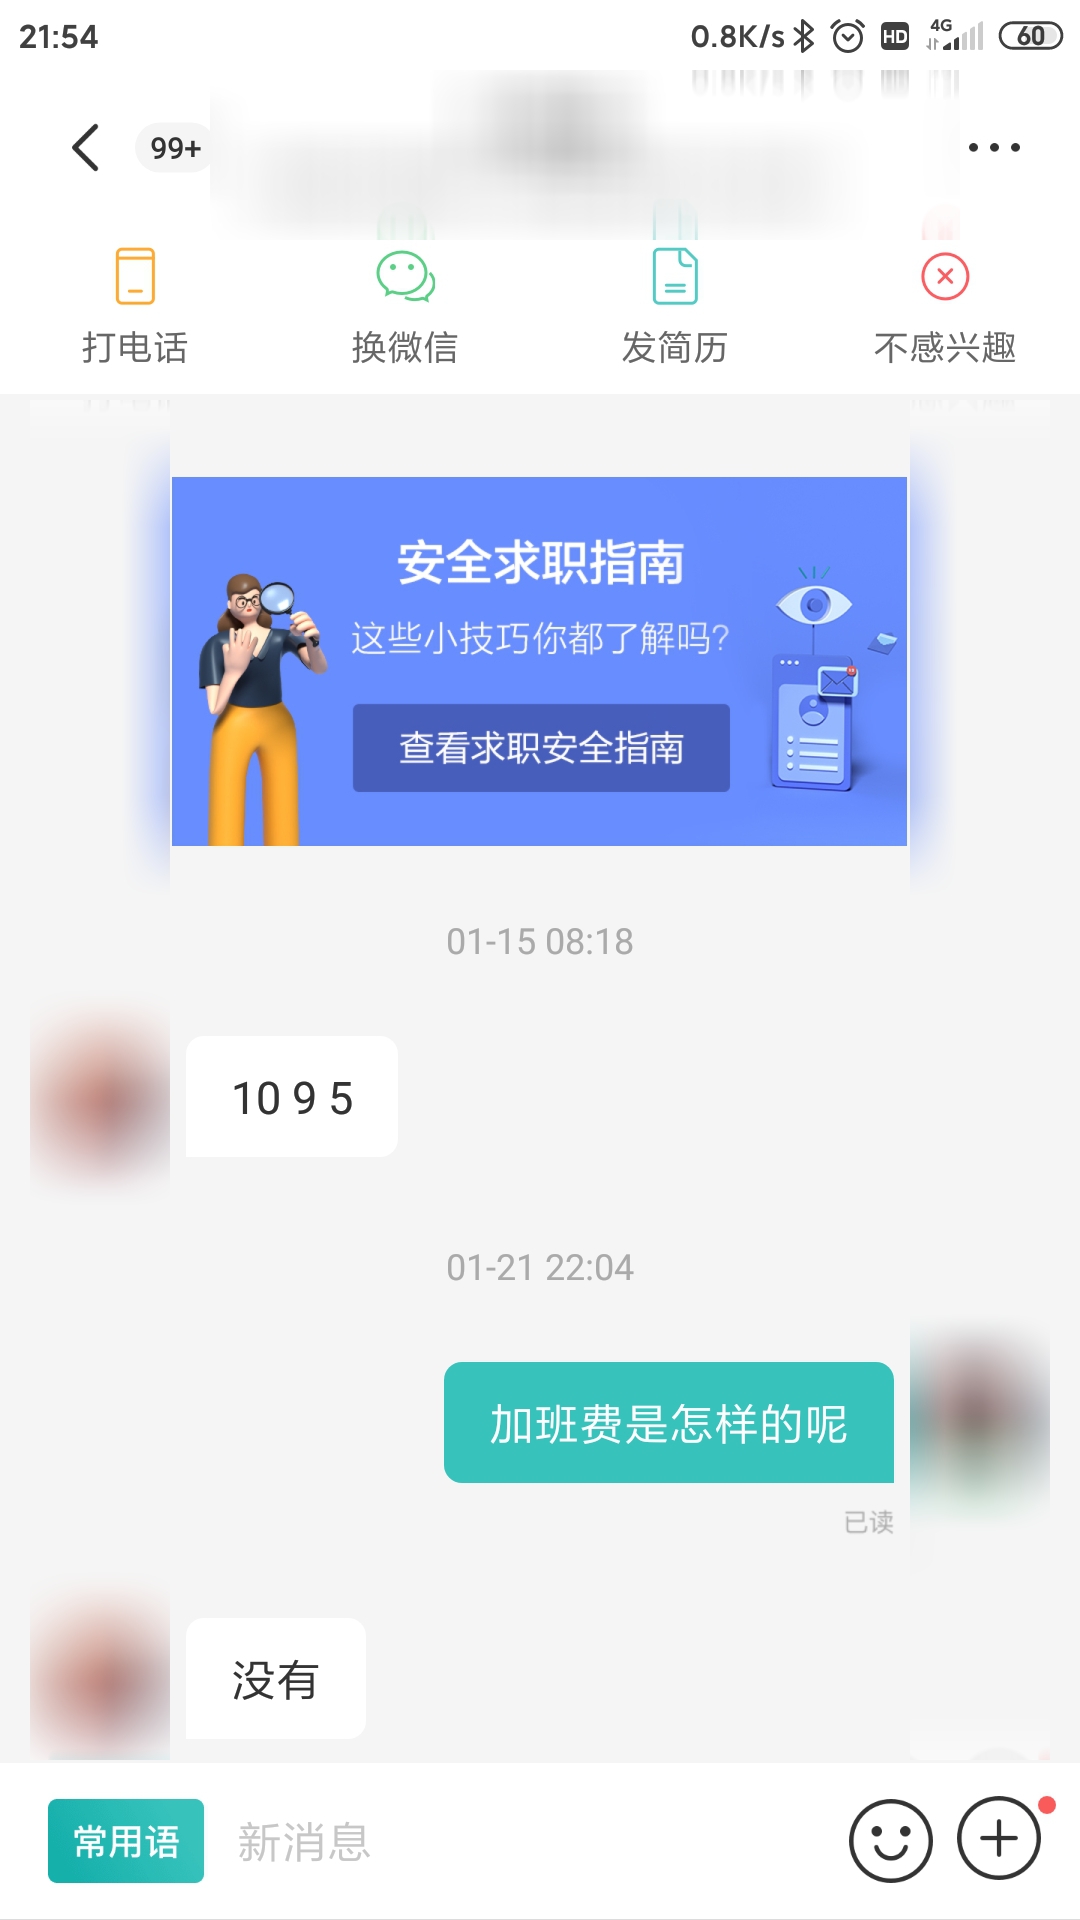 21:54
0.8K/s HD 4G 60
99+
打电话
换微信
发简历
不感兴趣
安全求职指南
这些小技巧你都了解吗?
查看求职安全指南
01-15 08:18
10 9 5
01-21 22:04
加班费是怎样的呢
已读
没有
常用语
新消息